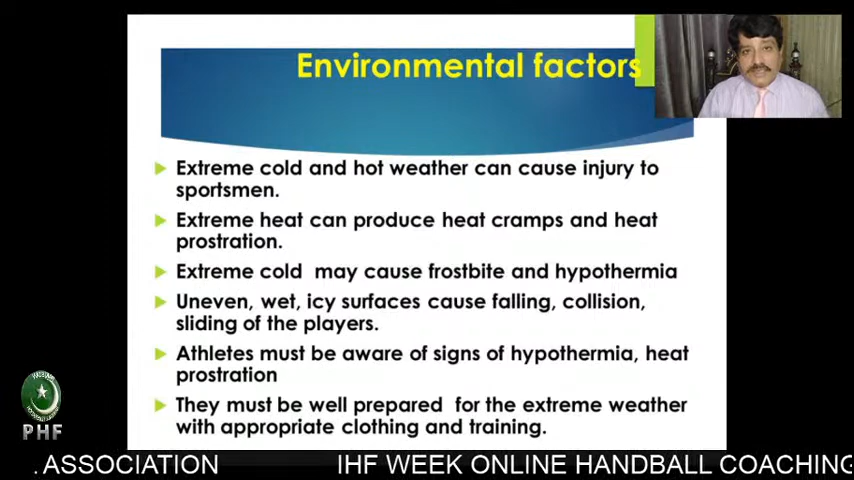 Environmental factors
Extreme cold and hot weather can cause injury to
sportsmen.
Extreme heat can produce heat cramps and heat
prostration.
Extreme cold may cause frostbite and hypothermia
Uneven, wet, icy surfaces cause falling, collision,
sliding of the players.
Athletes must be aware of signs of hypothermia, heat
prostration
They must be well prepared for the extreme weather
with appropriate clothing and training.
PHF
. ASSOCIATION IHF WEEK ONLINE HANDBALL COACHING